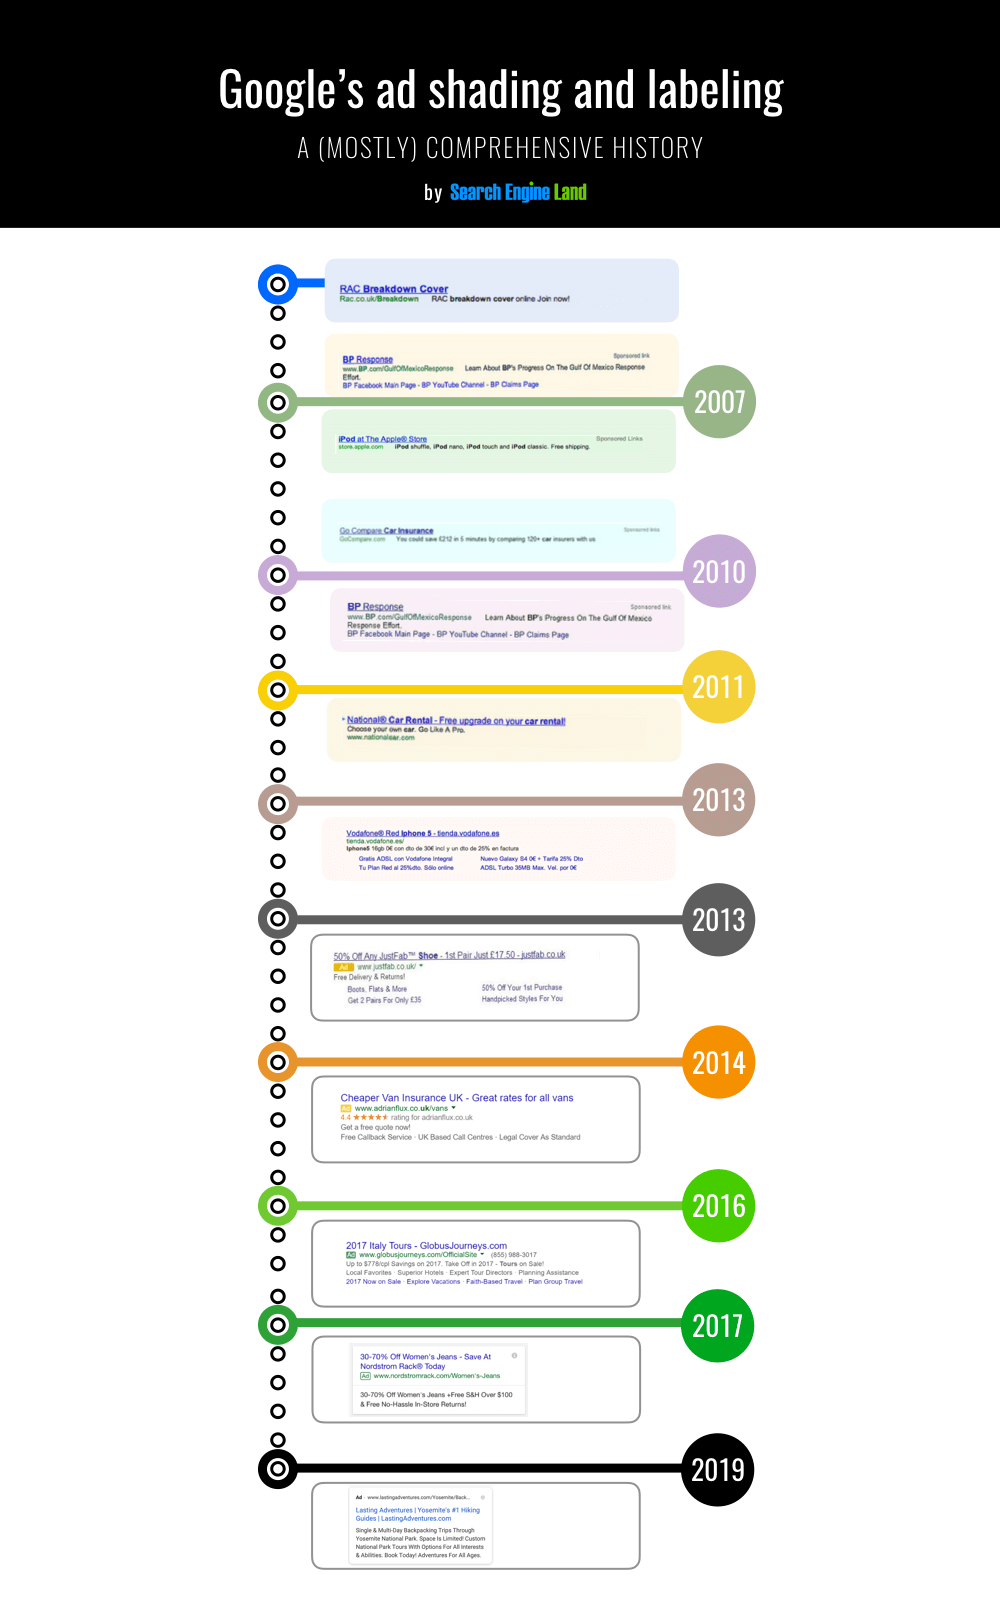 Google's ad shading and labeling
A (MOSTLY) COMPREHENSIVE HISTORY
by Search Engine Land
RAC Breakdown Cover
Rac.co.uk/Breakdown RAC breakdown cover online Join now!
Sponsored link
BP Response
www.BP.com/GulfOfMexicoResponse Learn About BP's Progress On The Gulf Of Mexico Response
Effort.
BP Facebook Main Page - BP YouTube Channel - BP Claims Page
2007
iPod at The Apple® Store Sponsored Links
store.apple.com iPod shuffle, iPod nano, iPod touch and iPod classic. Free shipping.
Go Compare Car Insurance Sponsored links
GoCompare.com You could save £212 in 5 minutes by comparing 120+ car insurers with us
2010
BP Response Sponsored link
www.BP.com/GulfOfMexicoResponse Learn About BP's Progress On The Gulf Of Mexico
Response Effort.
BP Facebook Main Page - BP YouTube Channel - BP Claims Page
2011
National® Car Rental - Free upgrade on your car rental!
Choose your own car. Go Like A Pro.
www.nationalcar.com
2013
Vodafone® Red Iphone 5 - tienda.vodafone.es
tienda.vodafone.es/
Iphone5 16gb 0€ con dto de 30€ incl y un dto de 25% en factura
Gratis ADSL con Vodafone Integral Nuevo Galaxy S4 0€ + Tarifa 25% Dto
Tu Plan Red al 25%dto. Sólo online ADSL Turbo 35MB Max. Vel. por 0€
2013
50% Off Any JustFab™ Shoe - 1st Pair Just £17.50 - justfab.co.uk
Ad www.justfab.co.uk/
Free Delivery & Returns!
Boots, Flats & More 50% Off Your 1st Purchase
Get 2 Pairs For Only £35 Handpicked Styles For You
2014
Cheaper Van Insurance UK - Great rates for all vans
Ad www.adrianflux.co.uk/vans
4.4 ★★★★★ rating for adrianflux.co.uk
Get a free quote now!
Free Callback Service · UK Based Call Centres · Legal Cover As Standard
2016
2017 Italy Tours - GlobusJourneys.com
Ad www.globusjourneys.com/OfficialSite (855) 988-3017
Up to $778/cpl Savings on 2017. Take Off in 2017 - Tours on Sale!
Local Favorites · Superior Hotels · Expert Tour Directors · Planning Assistance
2017 Now on Sale · Explore Vacations · Faith-Based Travel · Plan Group Travel
2017
30-70% Off Women's Jeans - Save At
Nordstrom Rack® Today
Ad www.nordstromrack.com/Women's-Jeans
30-70% Off Women's Jeans +Free S&H Over $100
& Free No-Hassle In-Store Returns!
2019
Ad · www.lastingadventures.com/Yosemite/Back...
Lasting Adventures | Yosemite's #1 Hiking
Guides | LastingAdventures.com
Single & Multi-Day Backpacking Trips Through
Yosemite National Park. Space Is Limited! Custom
National Park Tours With Options For All Interests
& Abilities. Book Today! Adventures For All Ages.